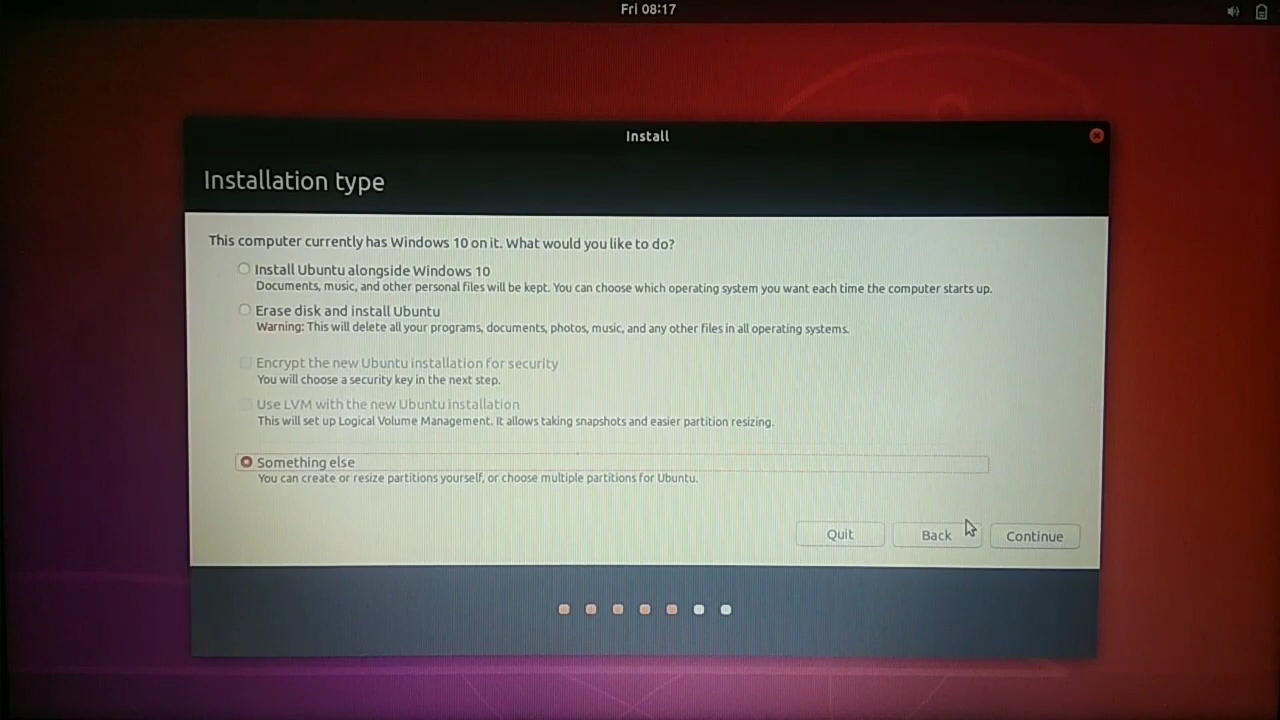 Fri 08:17
Install
Installation type
This computer currently has Windows 10 on it. What would you like to do?
Install Ubuntu alongside Windows 10
Documents, music, and other personal files will be kept. You can choose which operating system you want each time the computer starts up.
Erase disk and install Ubuntu
Warning: This will delete all your programs, documents, photos, music, and any other files in all operating systems.
Encrypt the new Ubuntu installation for security
You will choose a security key in the next step.
Use LVM with the new Ubuntu installation
This will set up Logical Volume Management. It allows taking snapshots and easier partition resizing.
Something else
You can create or resize partitions yourself, or choose multiple partitions for Ubuntu.
Quit Back Continue